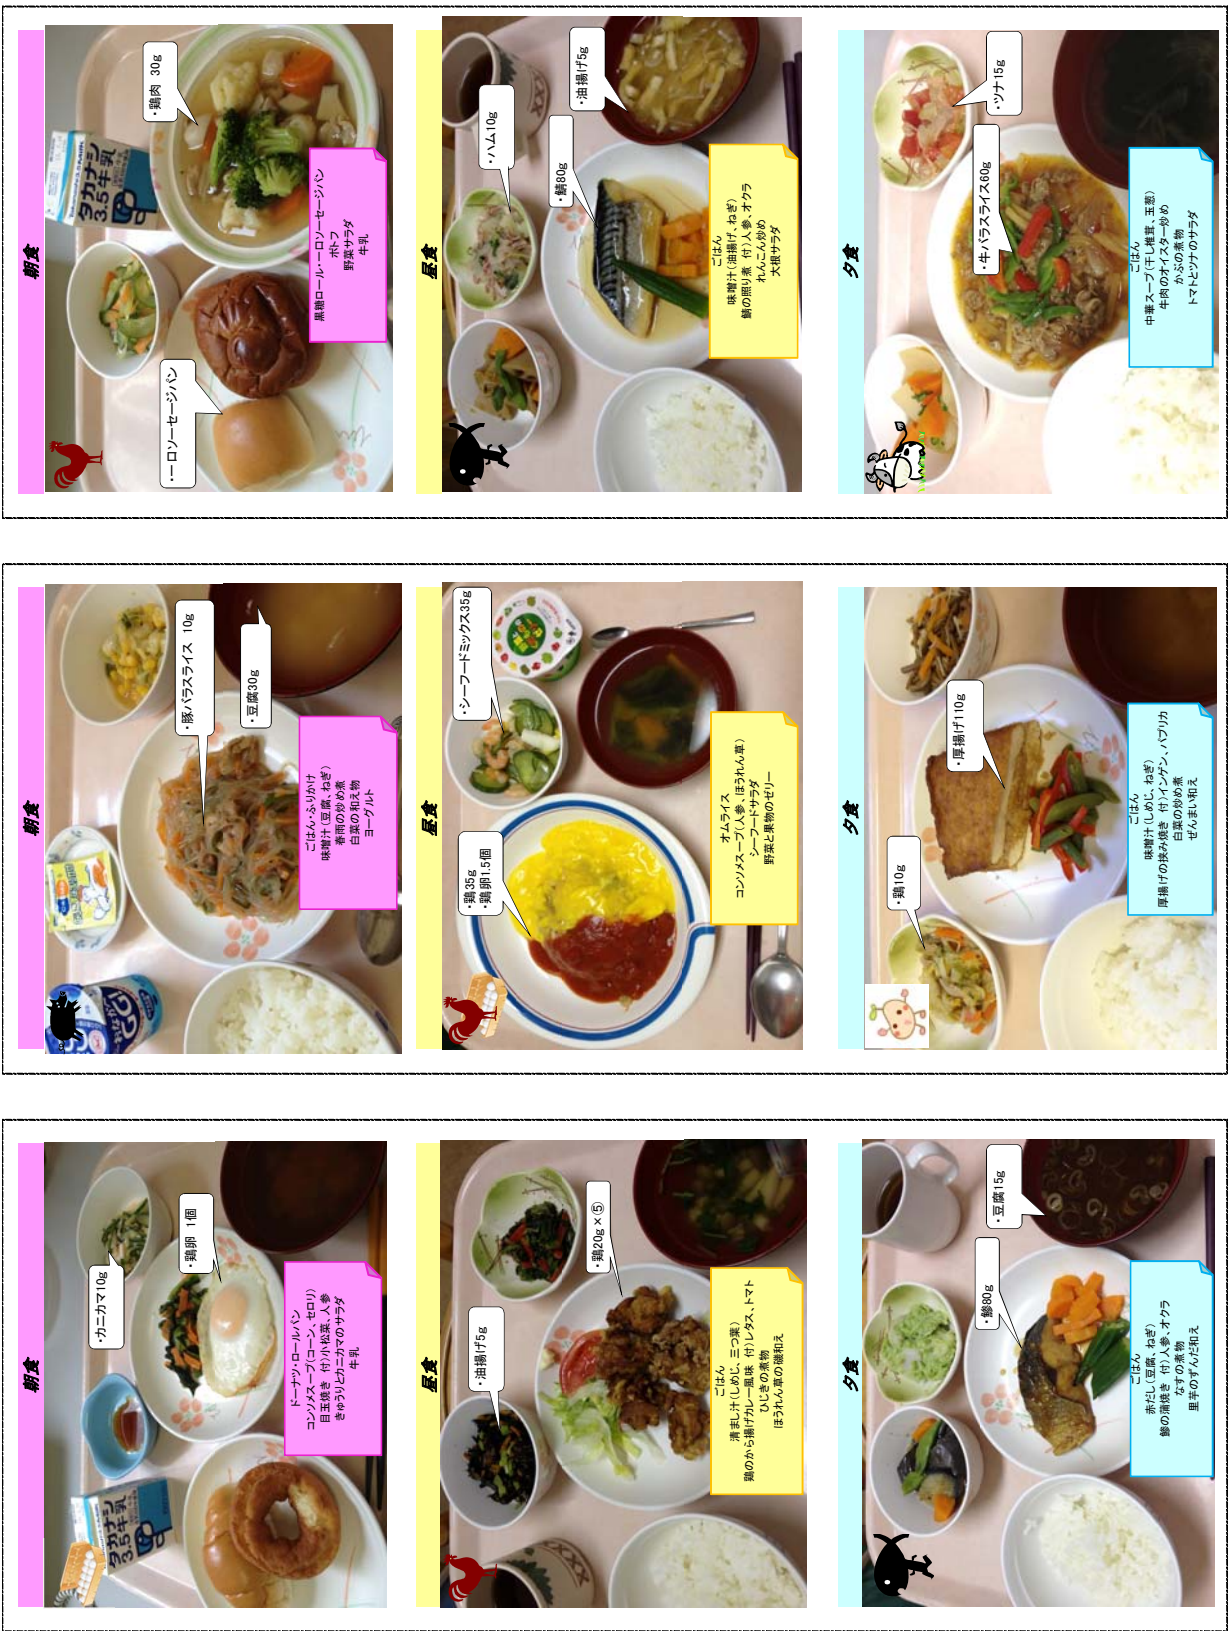 朝食
・カニカマ10g
・鶏卵 1個
タカナシ
3.5牛乳
ドーナツ・ロールパン
コンソメスープ(コーン、セロリ)
目玉焼き 付)小松菜、人参
きゅうりとカニカマのサラダ
牛乳
昼食
・油揚げ5g
・鶏20g×⑤
ごはん
清まし汁(しめじ、三つ葉)
鶏のから揚げカレー風味 付)レタス、トマト
ひじきの煮物
ほうれん草の磯和え
夕食
・鯵80g
・豆腐15g
ごはん
赤だし(豆腐、ねぎ)
鯵の蒲焼き 付)人参、オクラ
なすの煮物
里芋のずんだ和え
朝食
・豚バラスライス 10g
・豆腐30g
ごはん・ふりかけ
味噌汁(豆腐、ねぎ)
春雨の炒め煮
白菜の和え物
ヨーグルト
昼食
・鶏35g
・鶏卵1.5個
・シーフードミックス35g
オムライス
コンソメスープ(人参、ほうれん草)
シーフードサラダ
野菜と果物のゼリー
夕食
・鶏10g
・厚揚げ110g
ごはん
味噌汁(しめじ、ねぎ)
厚揚げの挟み焼き 付)インゲン、パプリカ
白菜の炒め煮
ぜんまい和え
朝食
・一口ソーセージパン
・鶏肉 30g
タカナシ
3.5牛乳
黒糖ロール・一口ソーセージパン
ポトフ
野菜サラダ
牛乳
昼食
・ハム10g
・鯖80g
・油揚げ5g
ごはん
味噌汁(油揚げ、ねぎ)
鯖の照り煮 付)人参、オクラ
れんこん炒め
大根サラダ
夕食
・牛バラスライス60g
・ツナ15g
ごはん
中華スープ(干し椎茸、玉葱)
牛肉のオイスター炒め
かぶの煮物
トマトとツナのサラダ